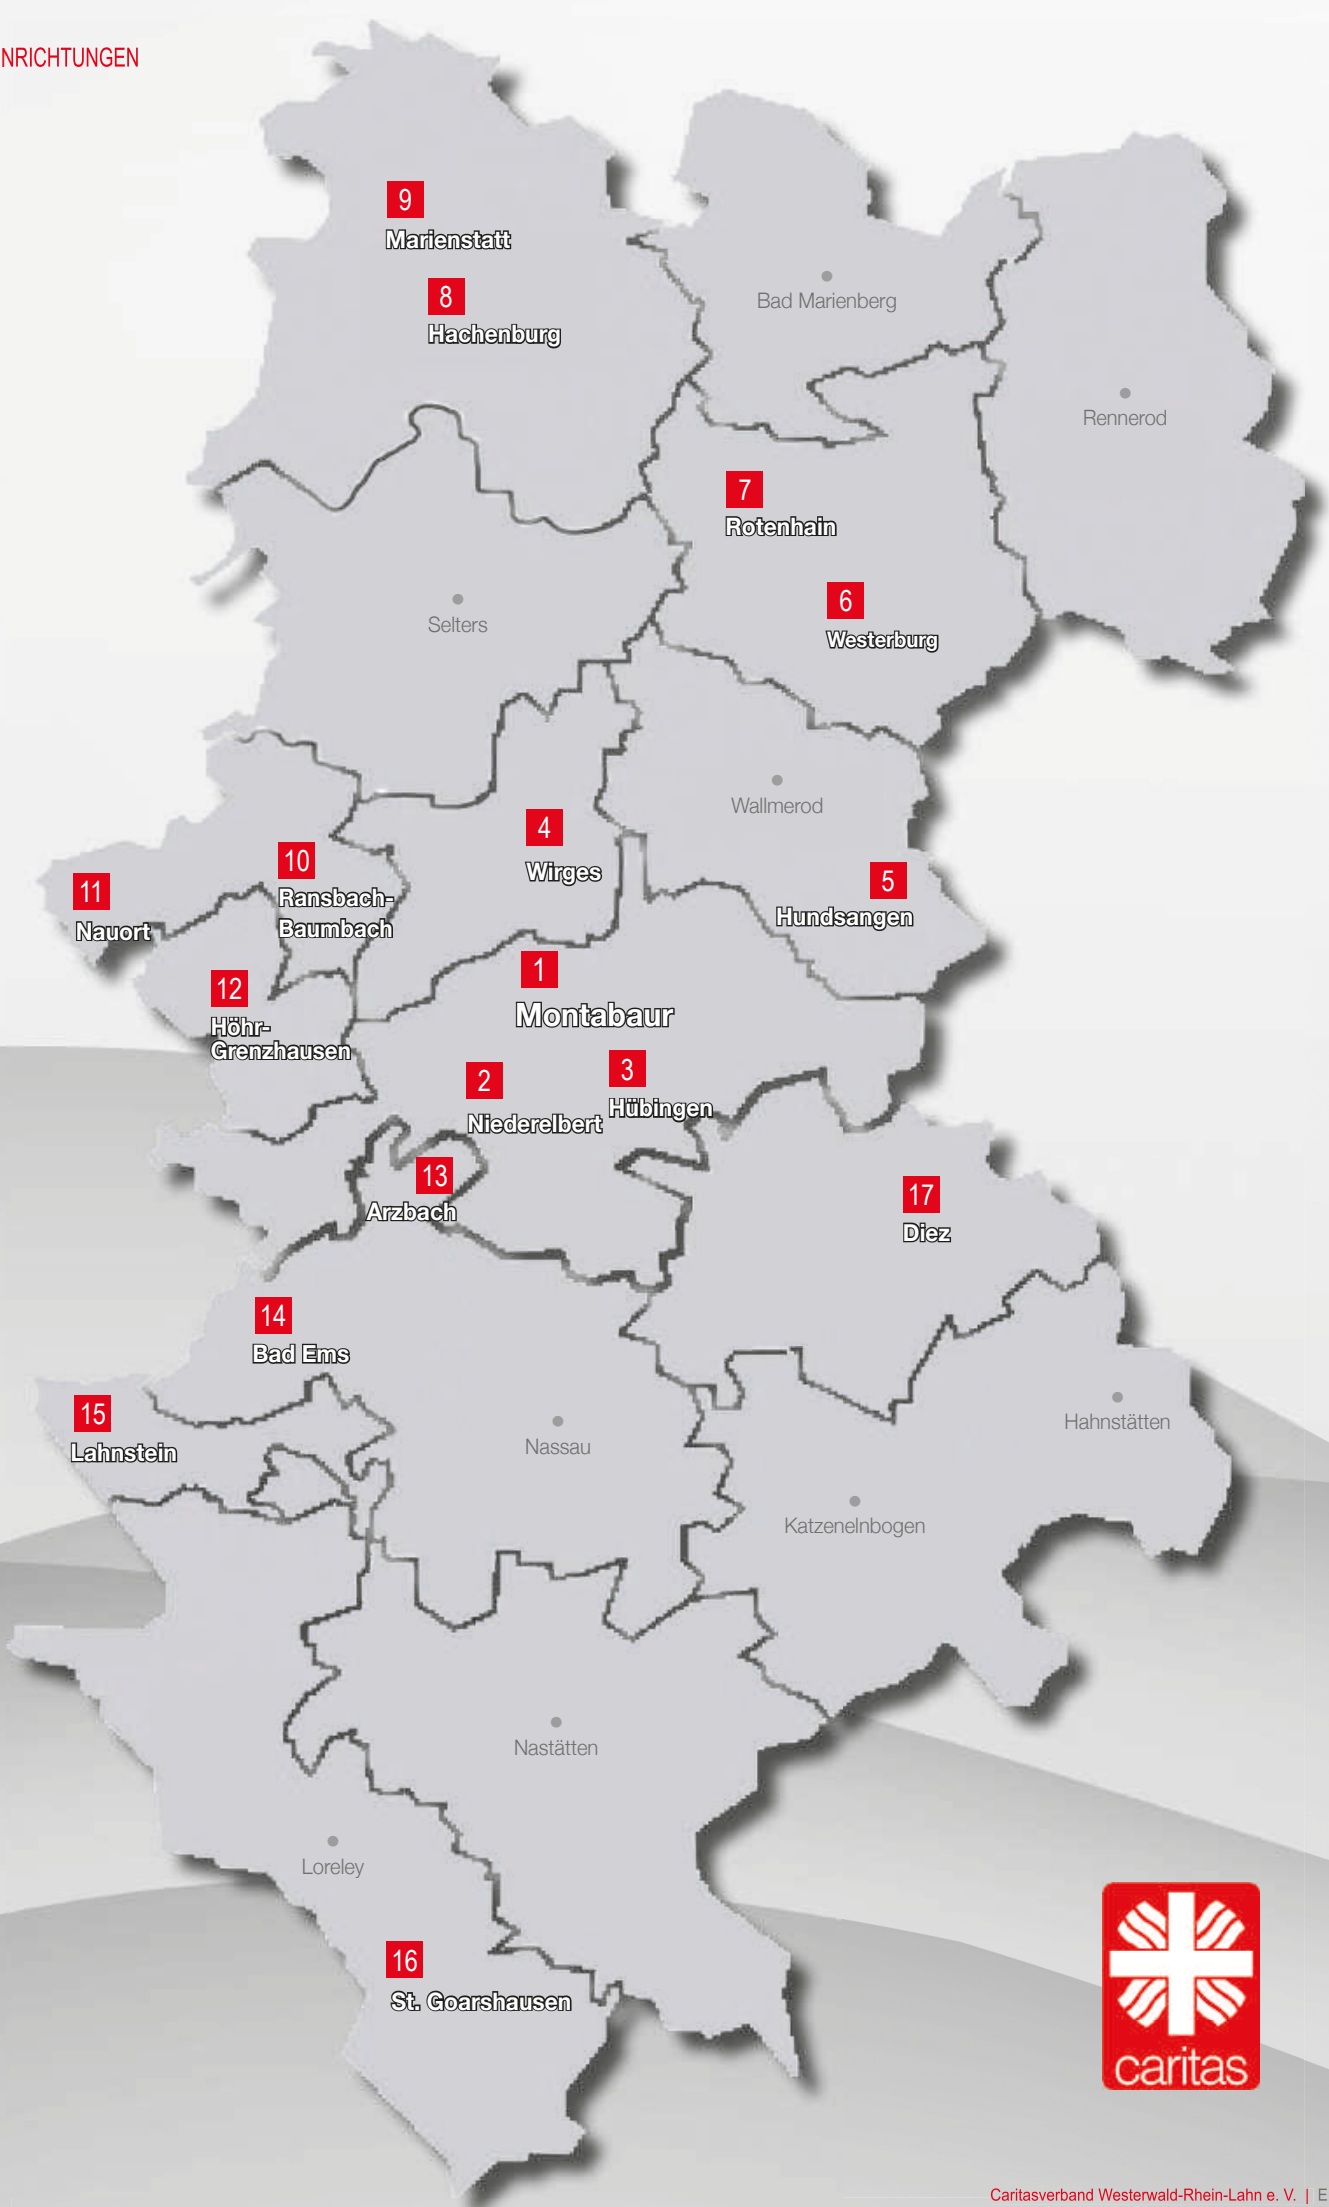 NRICHTUNGEN
9
Marienstatt
8
Hachenburg
Bad Marienberg
Rennerod
7
Rotenhain
6
Westerburg
Selters
Wallmerod
4
Wirges
5
Hundsangen
10
Ransbach-
Baumbach
11
Nauort
12
Höhr-
Grenzhausen
1
Montabaur
2
Niederelbert
3
Hübingen
13
Arzbach
17
Diez
14
Bad Ems
15
Lahnstein
Nassau
Hahnstätten
Katzenelnbogen
Nastätten
Loreley
16
St. Goarshausen
caritas
Caritasverband Westerwald-Rhein-Lahn e. V. | E